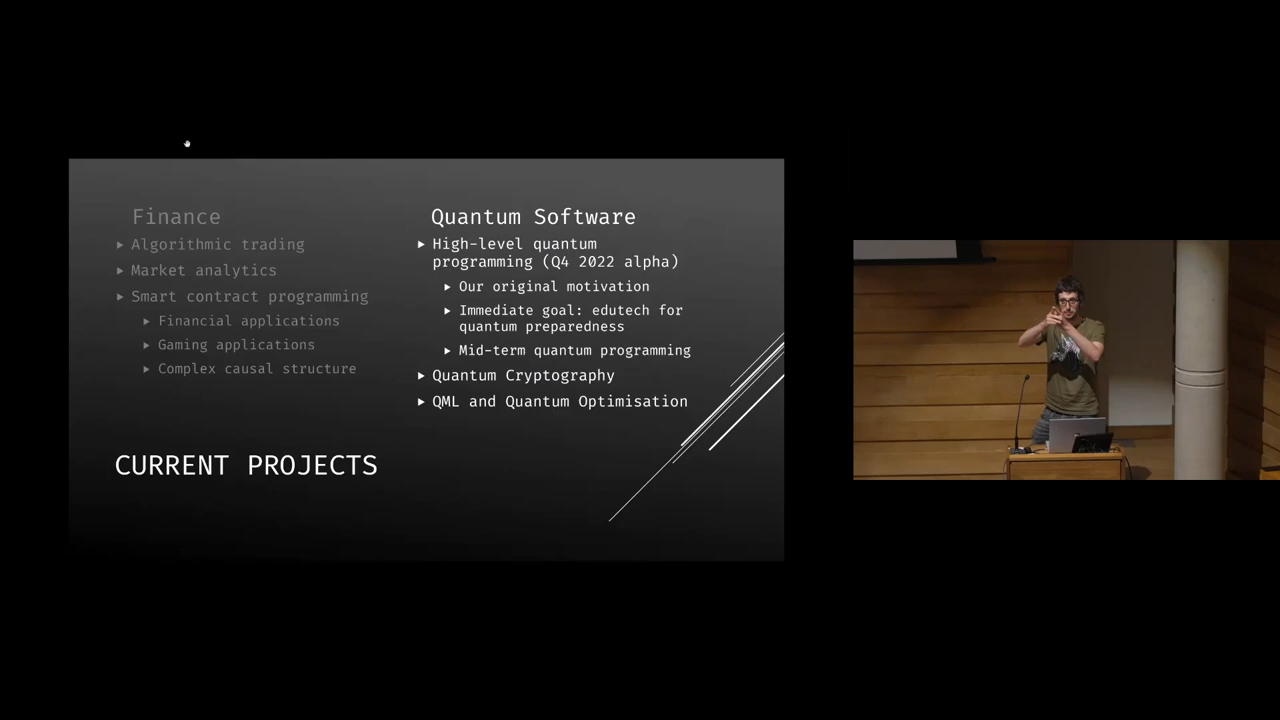 Finance
Algorithmic trading
Market analytics
Smart contract programming
Financial applications
Gaming applications
Complex causal structure
Quantum Software
High-level quantum
programming (Q4 2022 alpha)
Our original motivation
Immediate goal: edutech for
quantum preparedness
Mid-term quantum programming
Quantum Cryptography
QML and Quantum Optimisation
CURRENT PROJECTS